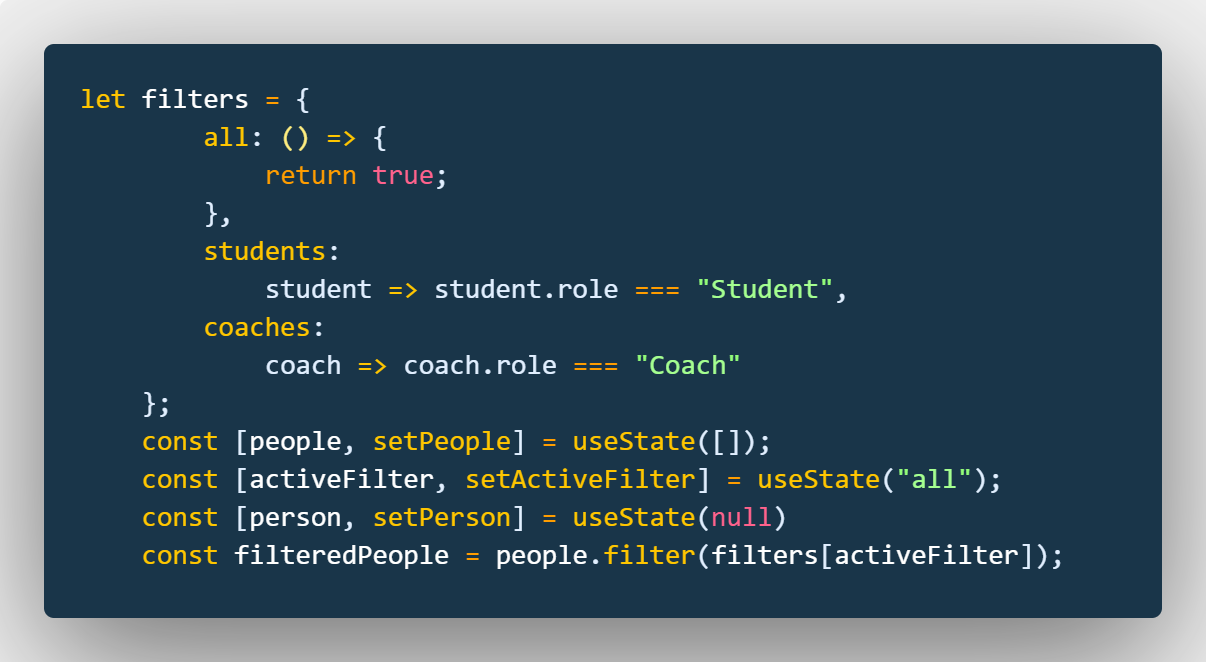 let filters = {
        all: () => {
            return true;
        },
        students:
            student => student.role === "Student",
        coaches:
            coach => coach.role === "Coach"
    };
    const [people, setPeople] = useState([]);
    const [activeFilter, setActiveFilter] = useState("all");
    const [person, setPerson] = useState(null)
    const filteredPeople = people.filter(filters[activeFilter]);